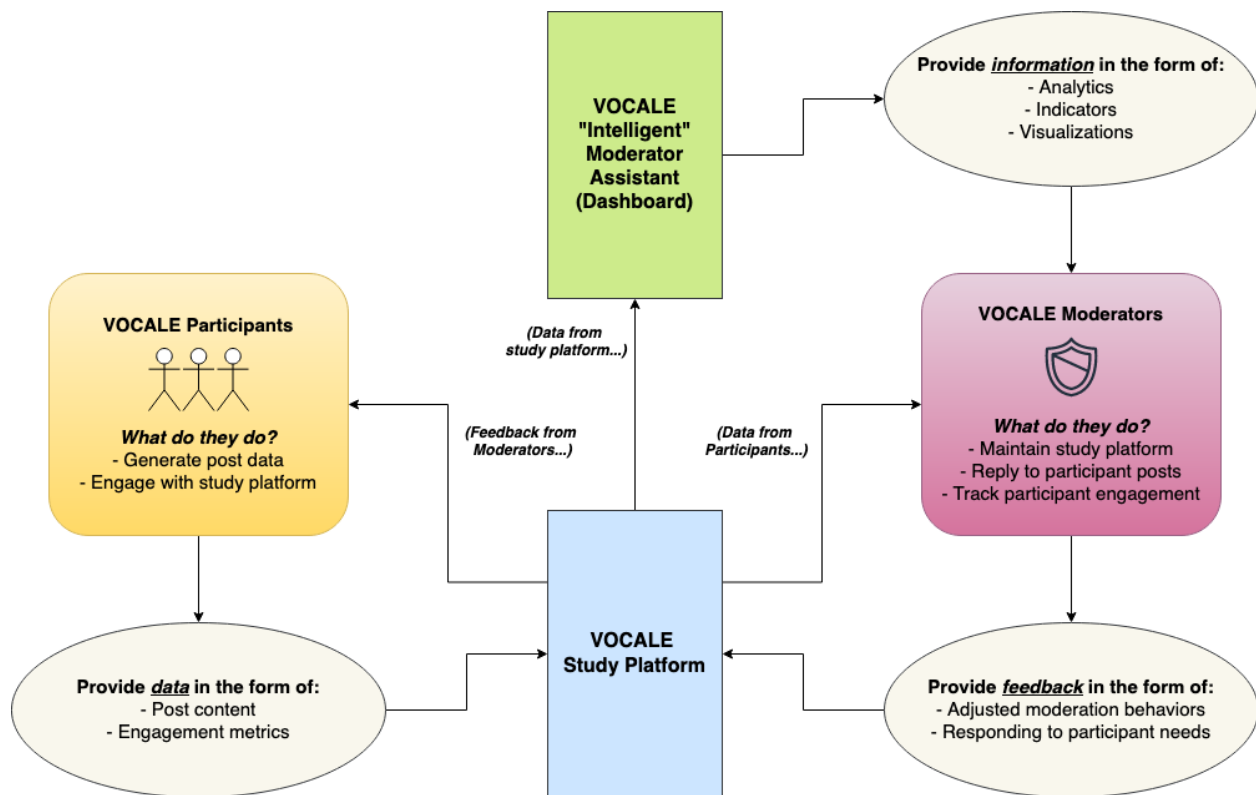 VOCALE
"Intelligent"
Moderator
Assistant
(Dashboard)
Provide information in the form of:
- Analytics
- Indicators
- Visualizations
VOCALE Participants
What do they do?
- Generate post data
- Engage with study platform
(Data from
study platform...)
(Feedback from
Moderators...)
(Data from
Participants...)
VOCALE Moderators
What do they do?
- Maintain study platform
- Reply to participant posts
- Track participant engagement
VOCALE
Study Platform
Provide data in the form of:
- Post content
- Engagement metrics
Provide feedback in the form of:
- Adjusted moderation behaviors
- Responding to participant needs